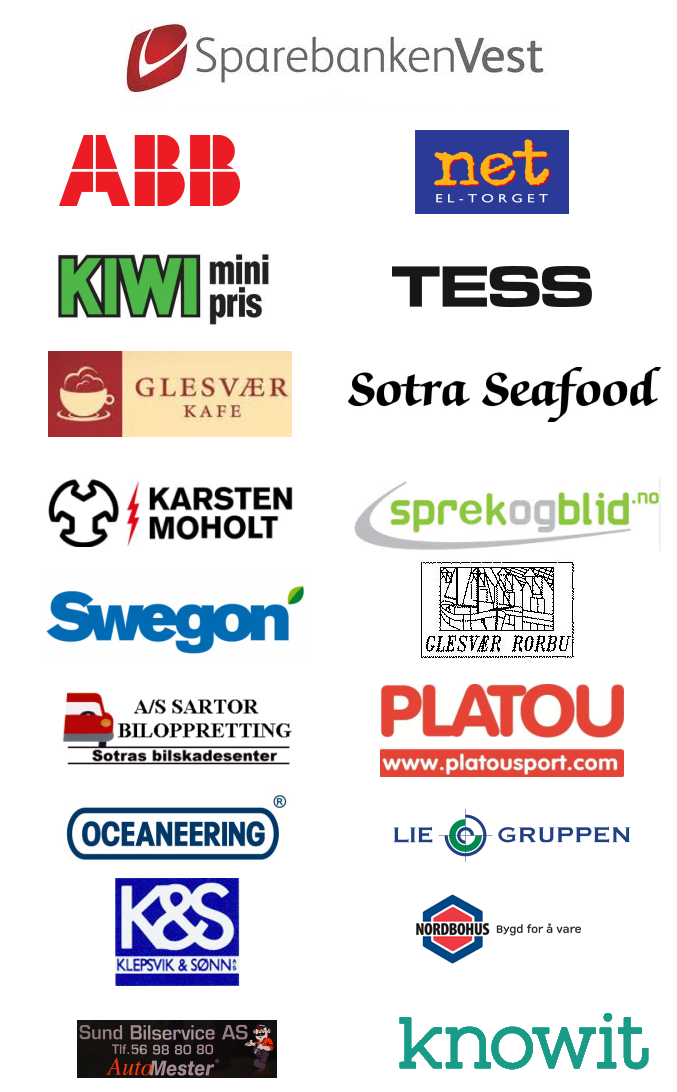 SparebankenVest
ABB
net
EL-TORGET
KIWI mini
pris
TESS
GLESVÆR
KAFE
Sotra Seafood
KARSTEN
MOHOLT
sprekogblid.no
Swegon
GLESVÆR RORBU
A/S SARTOR
BILOPPRETTING
Sotras bilskadesenter
PLATOU
www.platousport.com
OCEANEERING®
LIE GRUPPEN
K&S
KLEPSVIK & SØNN AS
NORDBOHUS Bygd for å vare
Sund Bilservice AS
Tlf.56 98 80 80
AutoMester®
knowit